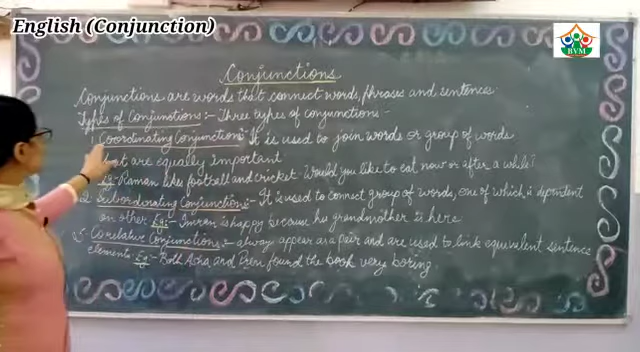 English (Conjunction)
BVM
Conjunctions
Conjunctions are words that connect words, phrases and sentences.
Types of Conjunctions:- Three types of conjunctions-
1. Coordinating Conjunction:- It is used to join words or group of words
that are equally important
Eg:- Raman likes football and cricket. Would you like to eat now or after a while?
2. Subordinating Conjunction:- It is used to connect group of words, one of which is dependent
on other. Eg:- Imran is happy because his grandmother is here.
Correlative Conjunctions:- always appear as a pair and are used to link equivalent sentence
elements. Eg:- Both Asha and found the book very boring.